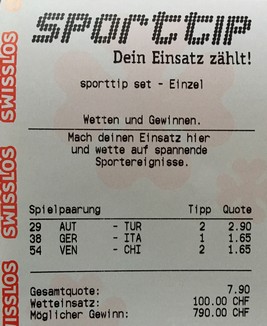 sporttip
Dein Einsatz zählt!
sporttip set - Einzel
Wetten und Gewinnen.
Mach deinen Einsatz hier
und wette auf spannende
Sportereignisse.
Spielpaarung Tipp Quote
29 AUT - TUR 2 2.90
38 GER - ITA 1 1.65
54 VEN - CHI 2 1.65
Gesamtquote: 7.90
Wetteinsatz: 100.00 CHF
Möglicher Gewinn: 790.00 CHF
SWISSLOS
SWISSLOS
SWISSLOS